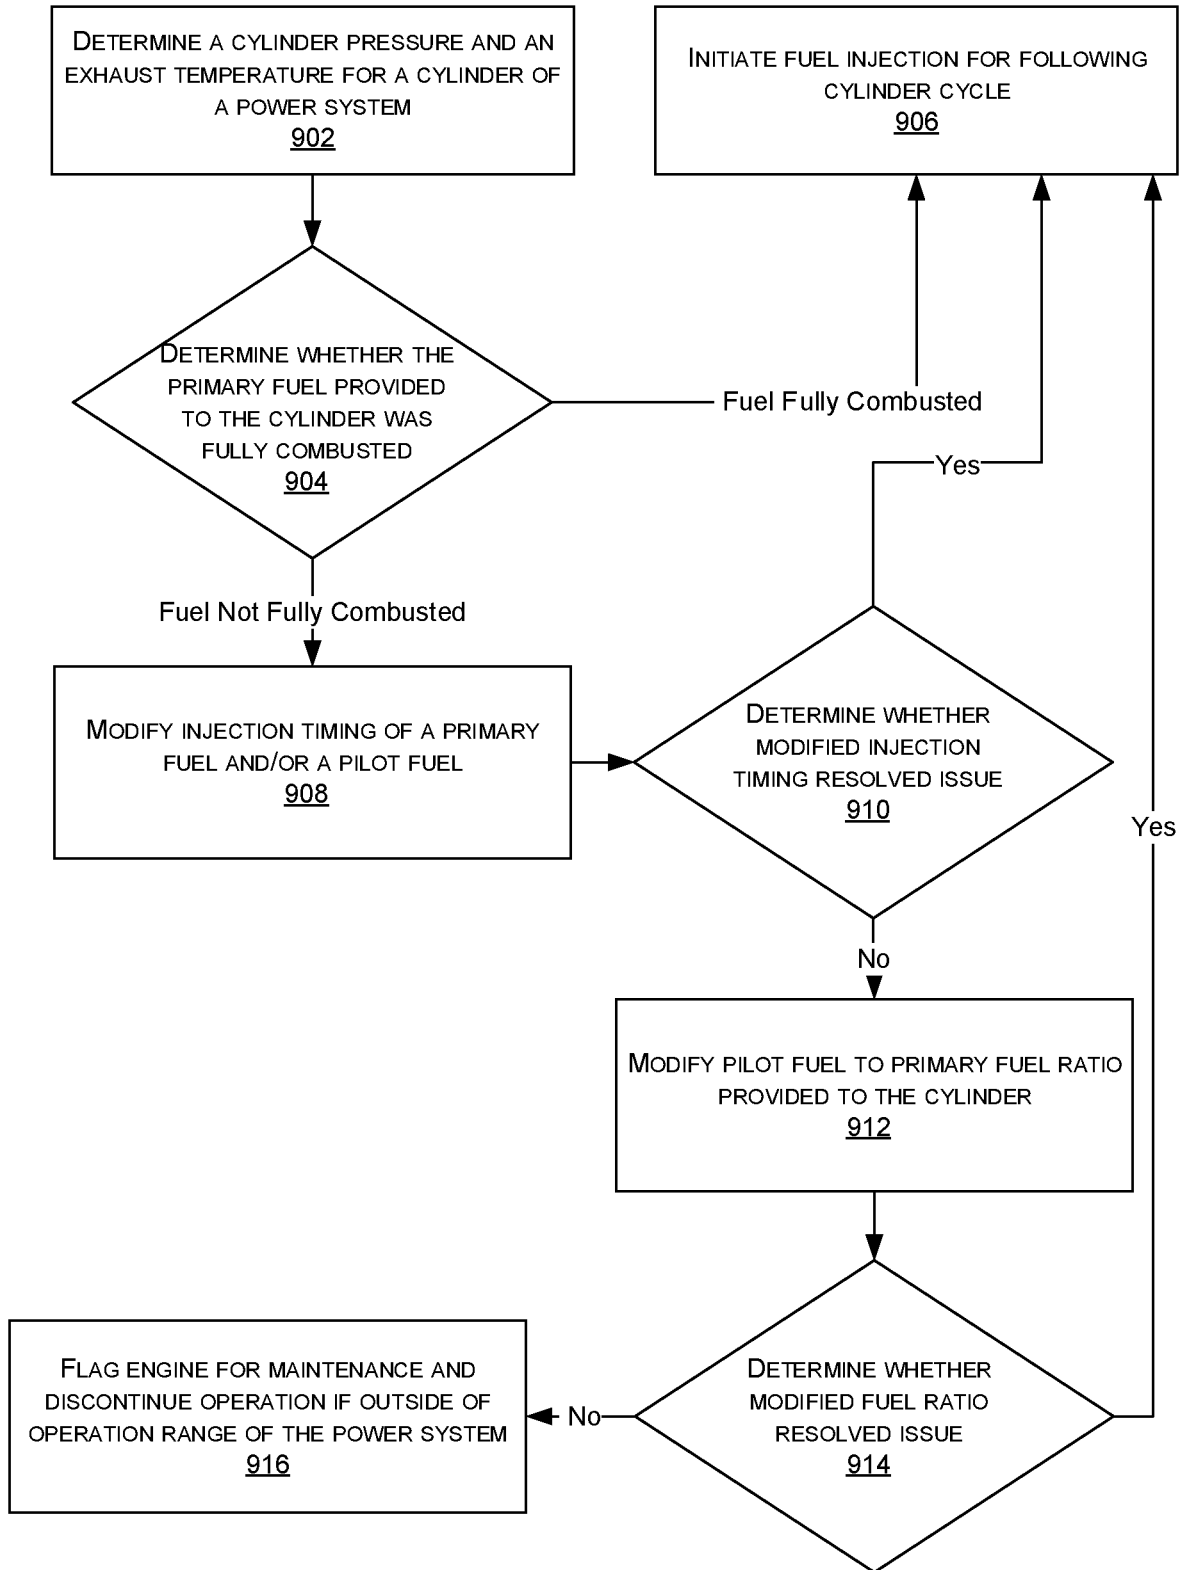 DETERMINE A CYLINDER PRESSURE AND AN
EXHAUST TEMPERATURE FOR A CYLINDER OF
A POWER SYSTEM
902
INITIATE FUEL INJECTION FOR FOLLOWING
CYLINDER CYCLE
906
DETERMINE WHETHER THE
PRIMARY FUEL PROVIDED
TO THE CYLINDER WAS
FULLY COMBUSTED
904
Fuel Fully Combusted
Yes
Fuel Not Fully Combusted
MODIFY INJECTION TIMING OF A PRIMARY
FUEL AND/OR A PILOT FUEL
908
DETERMINE WHETHER
MODIFIED INJECTION
TIMING RESOLVED ISSUE
910
Yes
No
MODIFY PILOT FUEL TO PRIMARY FUEL RATIO
PROVIDED TO THE CYLINDER
912
DETERMINE WHETHER
MODIFIED FUEL RATIO
RESOLVED ISSUE
914
No
FLAG ENGINE FOR MAINTENANCE AND
DISCONTINUE OPERATION IF OUTSIDE OF
OPERATION RANGE OF THE POWER SYSTEM
916